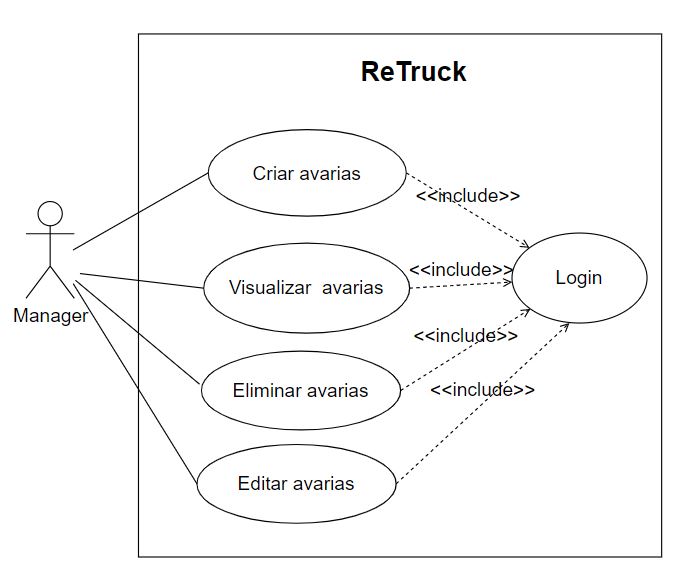 ReTruck
Criar avarias
<<include>>
Visualizar avarias
<<include>>
Login
Manager
Eliminar avarias
<<include>>
Editar avarias
<<include>>